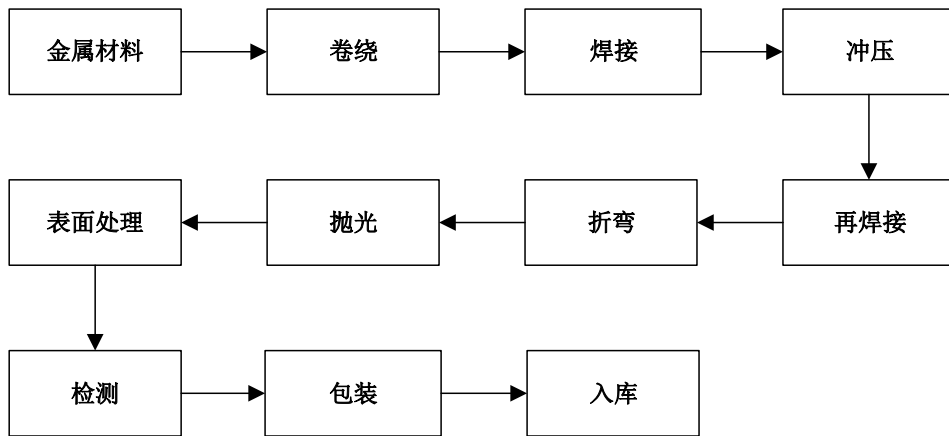 金属材料
卷绕
焊接
冲压
再焊接
折弯
抛光
表面处理
检测
包装
入库